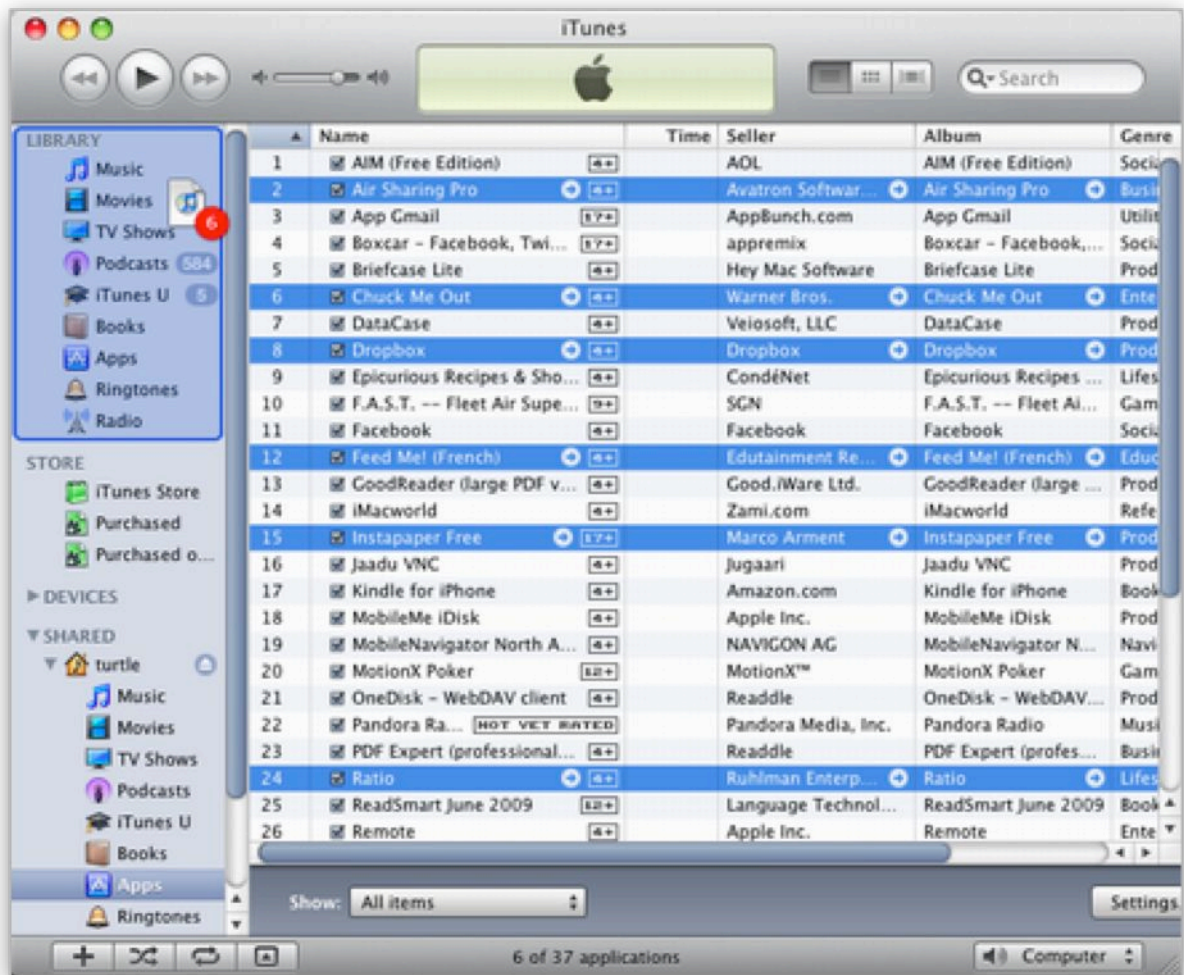 iTunes
Search
LIBRARY
Music
Movies
6
TV Shows
Podcasts 584
iTunes U 5
Books
Apps
Ringtones
Radio
STORE
iTunes Store
Purchased
Purchased o...
DEVICES
SHARED
turtle
Music
Movies
TV Shows
Podcasts
iTunes U
Books
Apps
Ringtones
Name Time Seller Album Genre
1 AIM (Free Edition) 4+ AOL AIM (Free Edition) Socia
2 Air Sharing Pro 4+ Avatron Softwar... Air Sharing Pro Busi
3 App Gmail 17+ AppBunch.com App Gmail Utilit
4 Boxcar - Facebook, Twi... 17+ appremix Boxcar - Facebook,... Socia
5 Briefcase Lite 4+ Hey Mac Software Briefcase Lite Prod
6 Chuck Me Out 4+ Warner Bros. Chuck Me Out Ente
7 DataCase 4+ Veiosoft, LLC DataCase Prod
8 Dropbox 4+ Dropbox Dropbox Prod
9 Epicurious Recipes & Sho... 4+ CondéNet Epicurious Recipes ... Lifes
10 F.A.S.T. -- Fleet Air Supe... 9+ SGN F.A.S.T. -- Fleet Ai... Gam
11 Facebook 4+ Facebook Facebook Socia
12 Feed Me! (French) 4+ Edutainment Re... Feed Me! (French) Educ
13 GoodReader (large PDF v... 4+ Good.iWare Ltd. GoodReader (large ... Prod
14 iMacworld 4+ Zami.com iMacworld Refe
15 Instapaper Free 17+ Marco Arment Instapaper Free Prod
16 Jaadu VNC 4+ Jugaari Jaadu VNC Prod
17 Kindle for iPhone 4+ Amazon.com Kindle for iPhone Book
18 MobileMe iDisk 4+ Apple Inc. MobileMe iDisk Prod
19 MobileNavigator North A... 4+ NAVIGON AG MobileNavigator N... Navi
20 MotionX Poker 12+ MotionX™ MotionX Poker Gam
21 OneDisk - WebDAV client 4+ Readdle OneDisk - WebDAV... Prod
22 Pandora Ra... NOT YET RATED Pandora Media, Inc. Pandora Radio Musi
23 PDF Expert (professional... 4+ Readdle PDF Expert (profes... Busin
24 Ratio 4+ Ruhlman Enterp... Ratio Lifes
25 ReadSmart June 2009 12+ Language Technol... ReadSmart June 2009 Book
26 Remote 4+ Apple Inc. Remote Ente
Show: All items Settings.
6 of 37 applications Computer